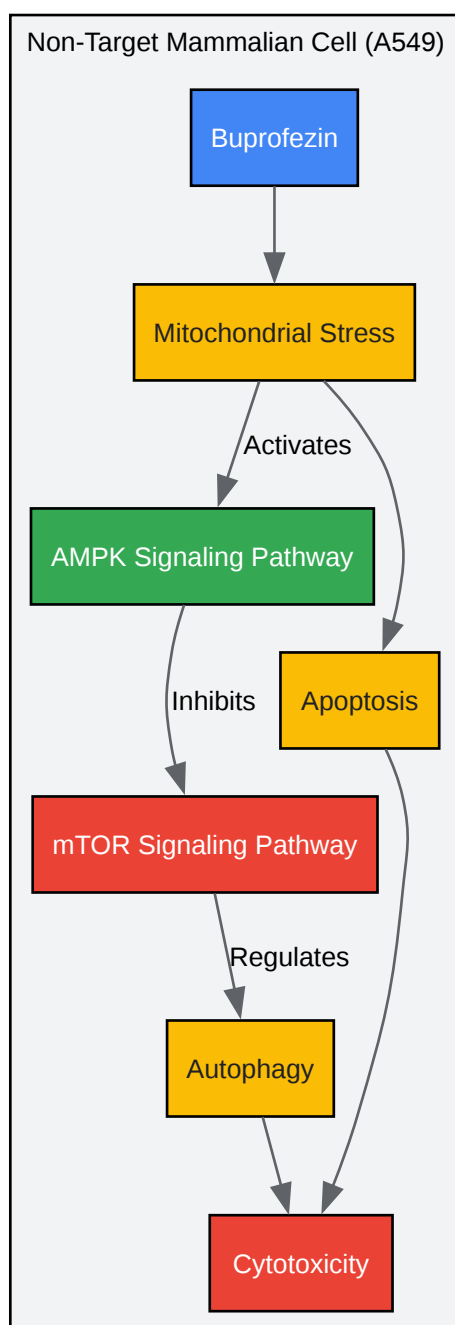 Non-Target Mammalian Cell (A549)
Buprofezin
Mitochondrial Stress
Activates
AMPK Signaling Pathway
Inhibits
Apoptosis
mTOR Signaling Pathway
Regulates
Autophagy
Cytotoxicity